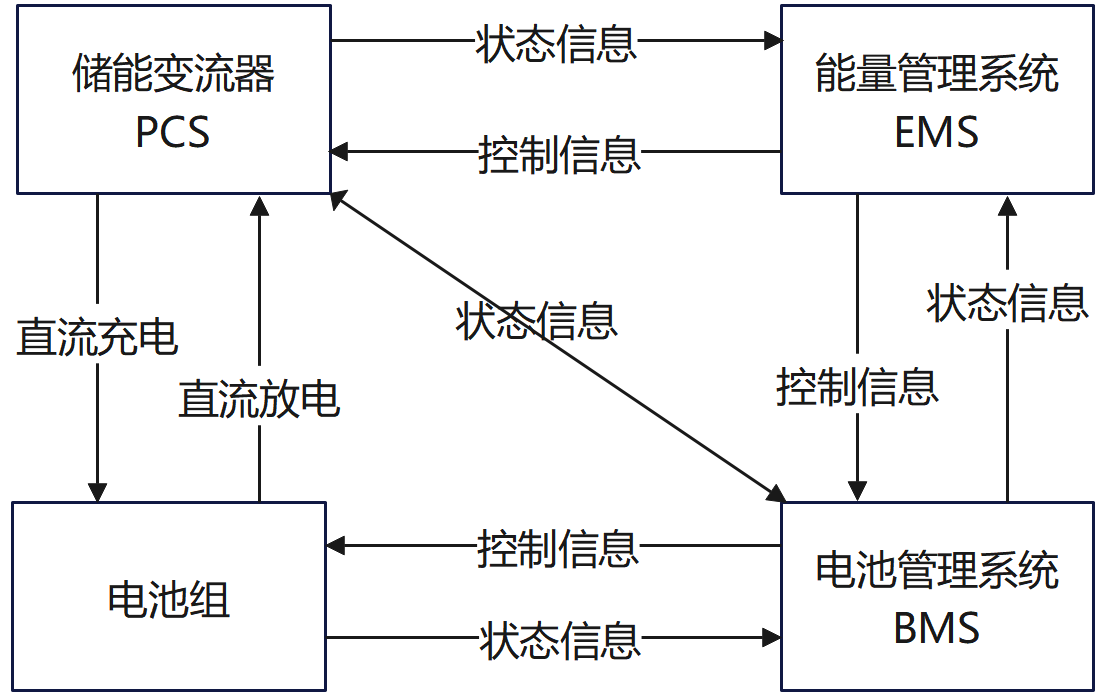 储能变流器
PCS
状态信息
能量管理系统
EMS
控制信息
直流充电
直流放电
状态信息
控制信息
状态信息
电池组
控制信息
状态信息
电池管理系统
BMS